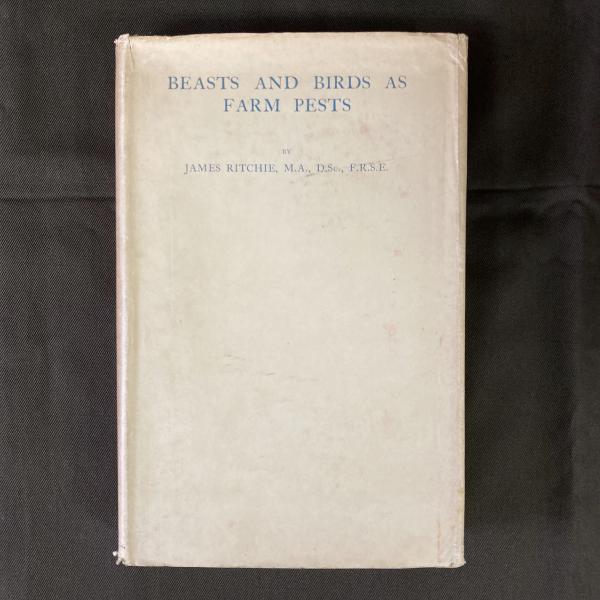 BEASTS AND BIRDS AS
FARM PESTS
BY
JAMES RITCHIE, M.A., D.Sc., F.R.S.E.